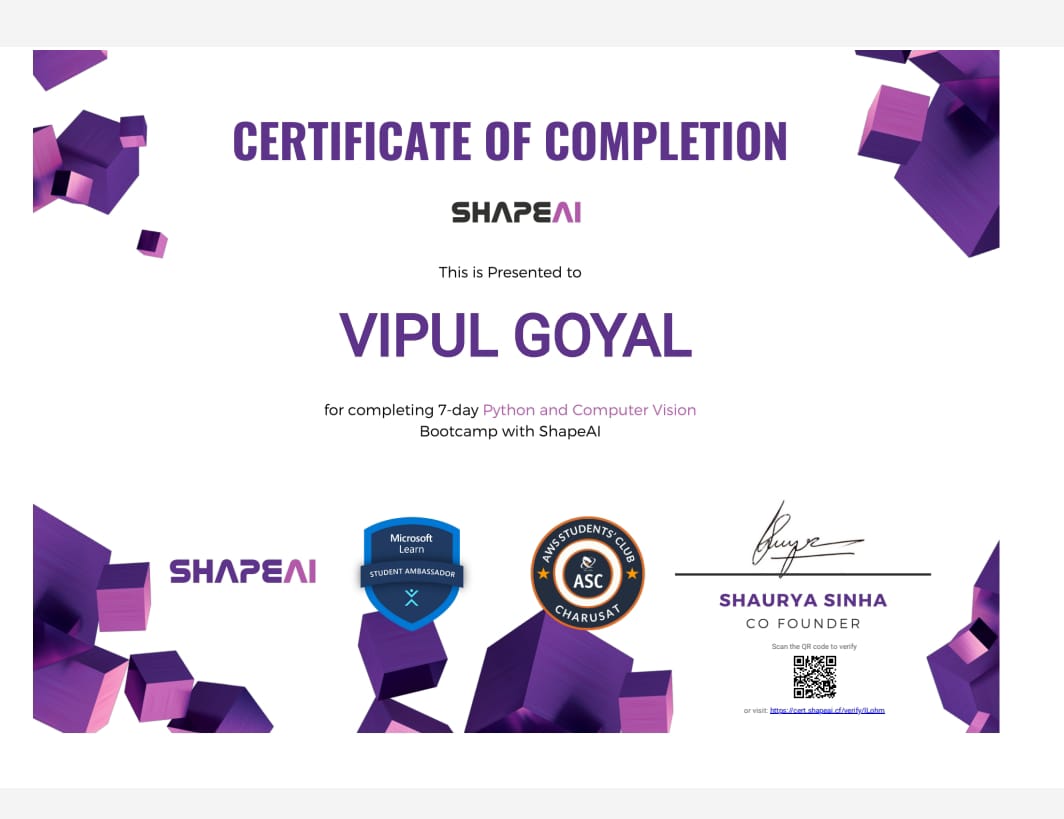 CERTIFICATE OF COMPLETION
SHAPEAI
This is Presented to
VIPUL GOYAL
for completing 7-day Python and Computer Vision
Bootcamp with ShapeAI
SHAPEAI
Microsoft
Learn
STUDENT AMBASSADOR
AWS STUDENTS' CLUB
ASC
CHARUSAT
SHAURYA SINHA
CO FOUNDER
Scan the QR code to verify
or visit: https://cert.shapeai.cf/verify/